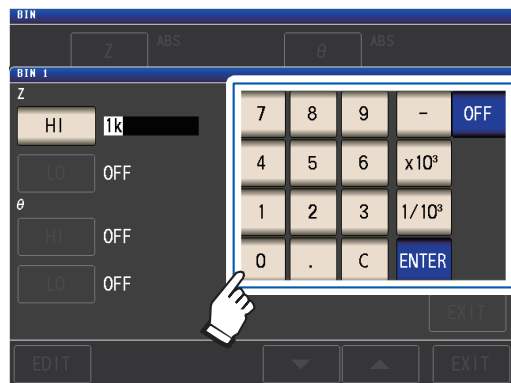 BIN
Z ABS θ ABS
BIN 1
Z
HI 1k
LO OFF
θ
HI OFF
LO OFF
7 8 9 - OFF
4 5 6 x10³
1 2 3 1/10³
0 . C ENTER
EXIT
EDIT ▼ ▲ EXIT